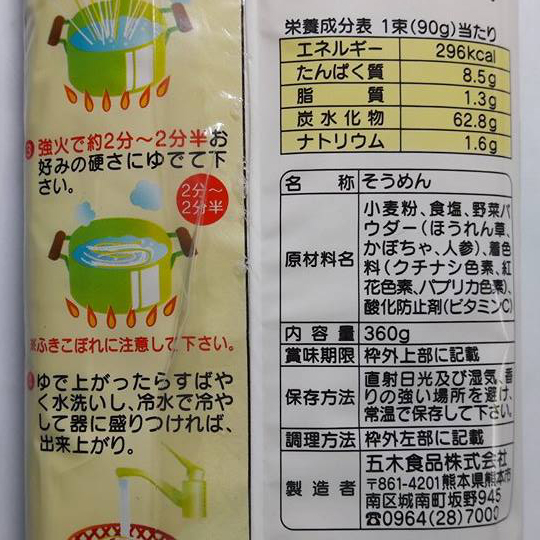 強火で約2分〜2分半お
好みの硬さにゆでて下
さい。
2分〜
2分半
※ふきこぼれに注意して下さい。
ゆで上がったらすばや
く水洗いし、冷水で冷や
して器に盛りつければ、
出来上がり。
栄養成分表 1束(90g)当たり
エネルギー 296kcal
たんぱく質 8.5g
脂質 1.3g
炭水化物 62.8g
ナトリウム 1.6g
名称 そうめん
原材料名 小麦粉、食塩、野菜パ
ウダー(ほうれん草、
かぼちゃ、人参)、着色
料(クチナシ色素、紅
花色素、パプリカ色素)、
酸化防止剤(ビタミンC)
内容量 360g
賞味期限 枠外上部に記載
保存方法 直射日光及び湿気、香
りの強い場所を避け、
常温で保存して下さい。
調理方法 枠外左部に記載
製造者 五木食品株式会社
〒861-4201熊本県熊本市
南区城南町坂野945
☎0964(28)7000